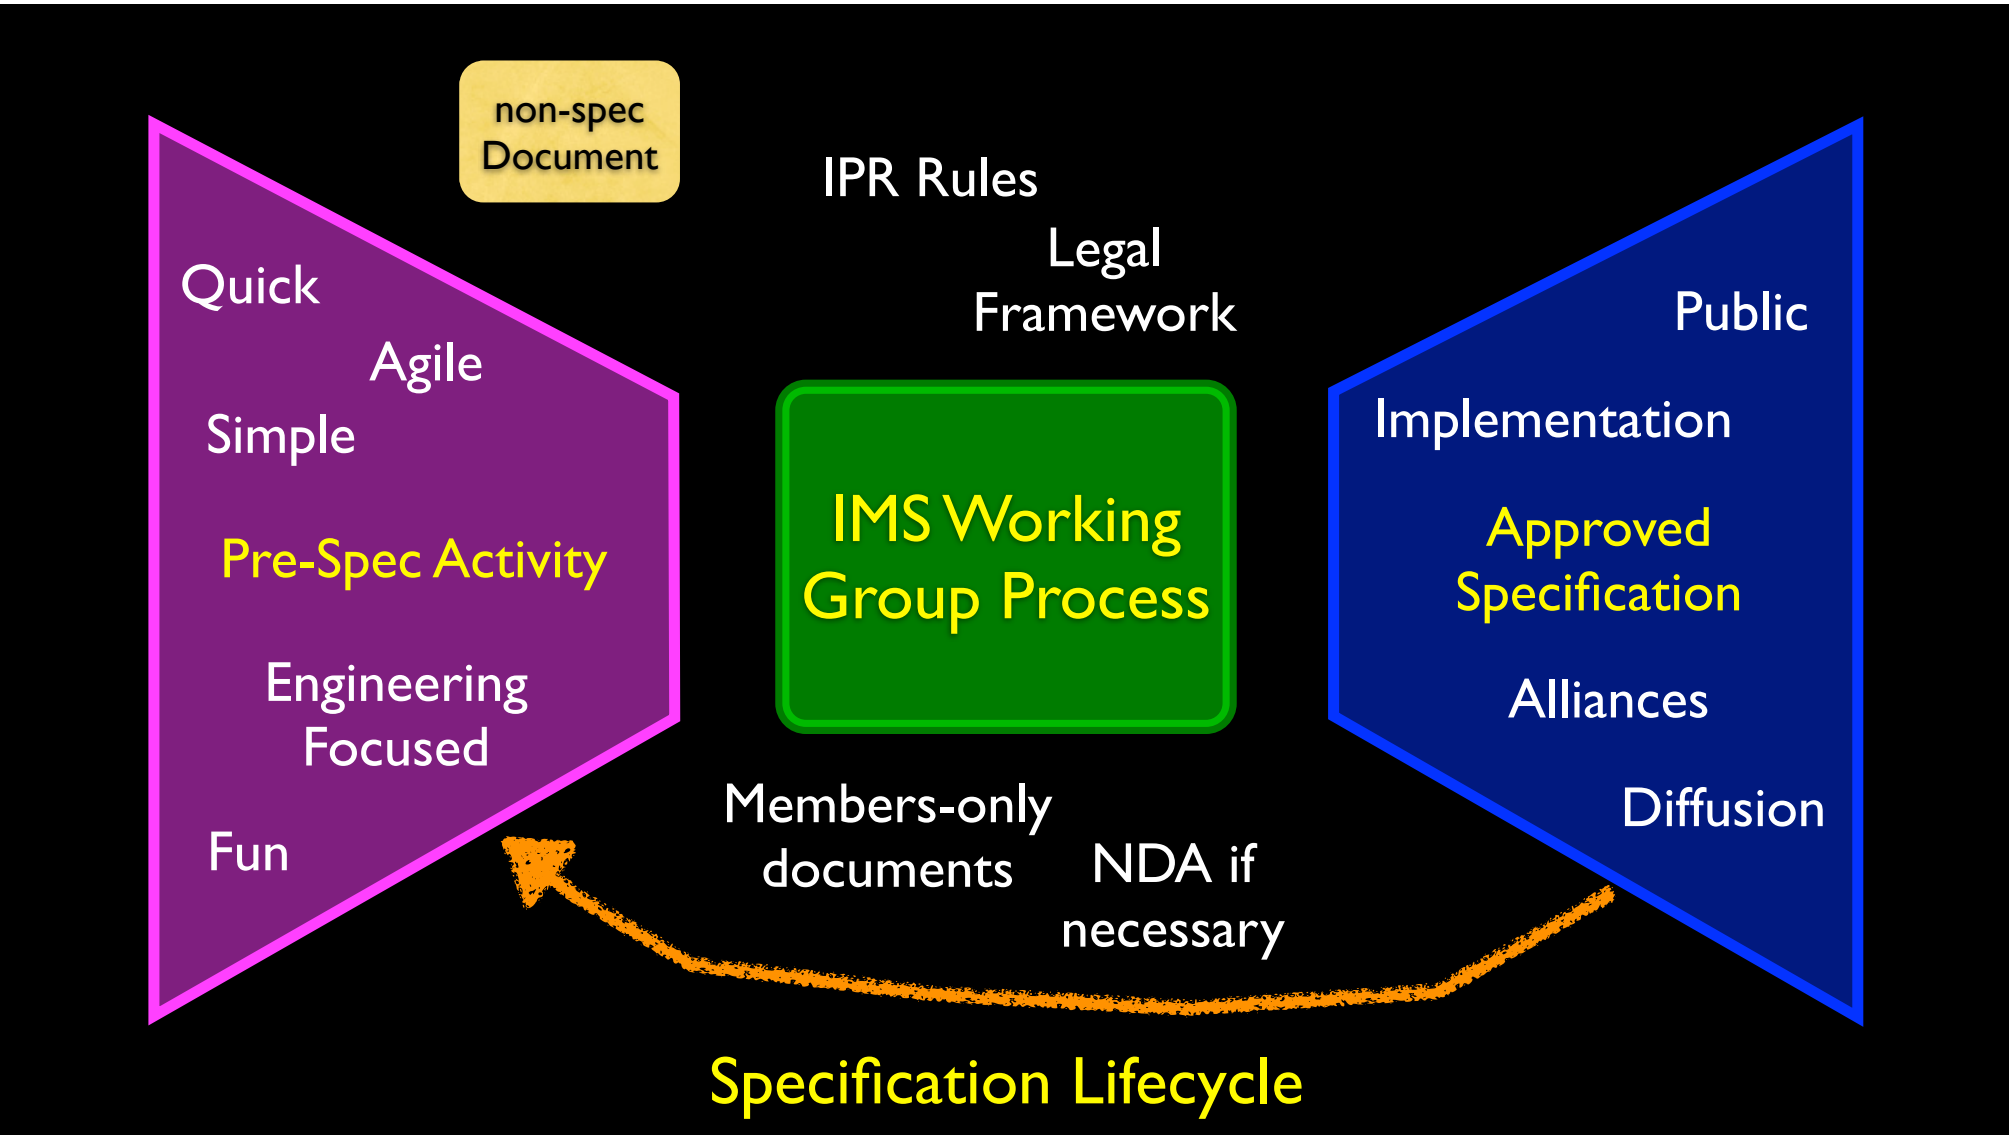 non-spec
Document
IPR Rules
Legal
Framework
Quick
Agile
Simple
Pre-Spec Activity
Engineering
Focused
Fun
IMS Working
Group Process
Members-only
documents
NDA if
necessary
Public
Implementation
Approved
Specification
Alliances
Diffusion
Specification Lifecycle